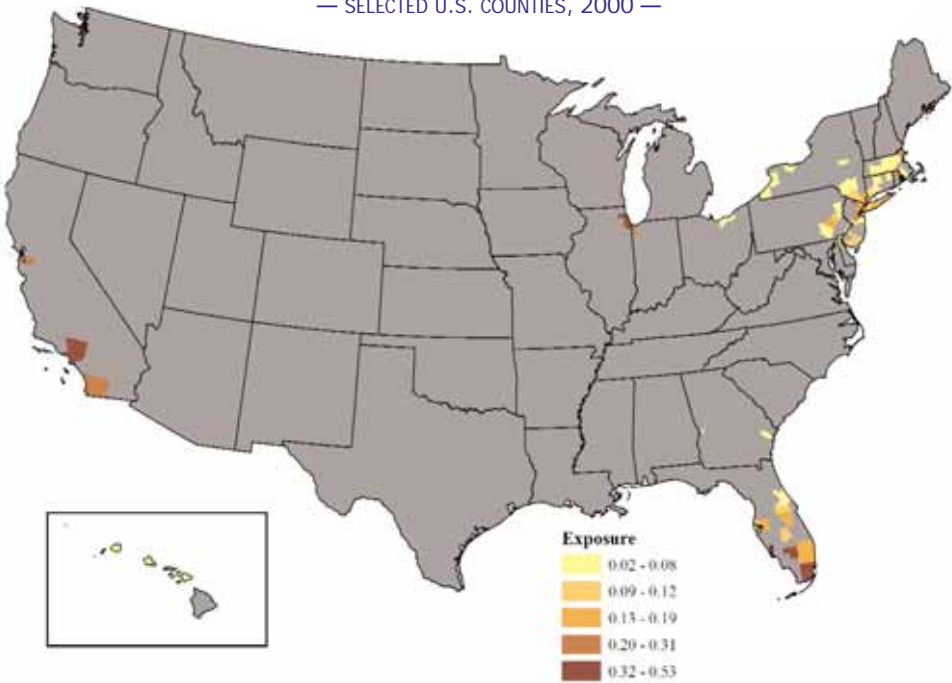 — SELECTED U.S. COUNTIES, 2000 —
Exposure
0.02 - 0.08
0.09 - 0.12
0.13 - 0.19
0.20 - 0.31
0.32 - 0.53